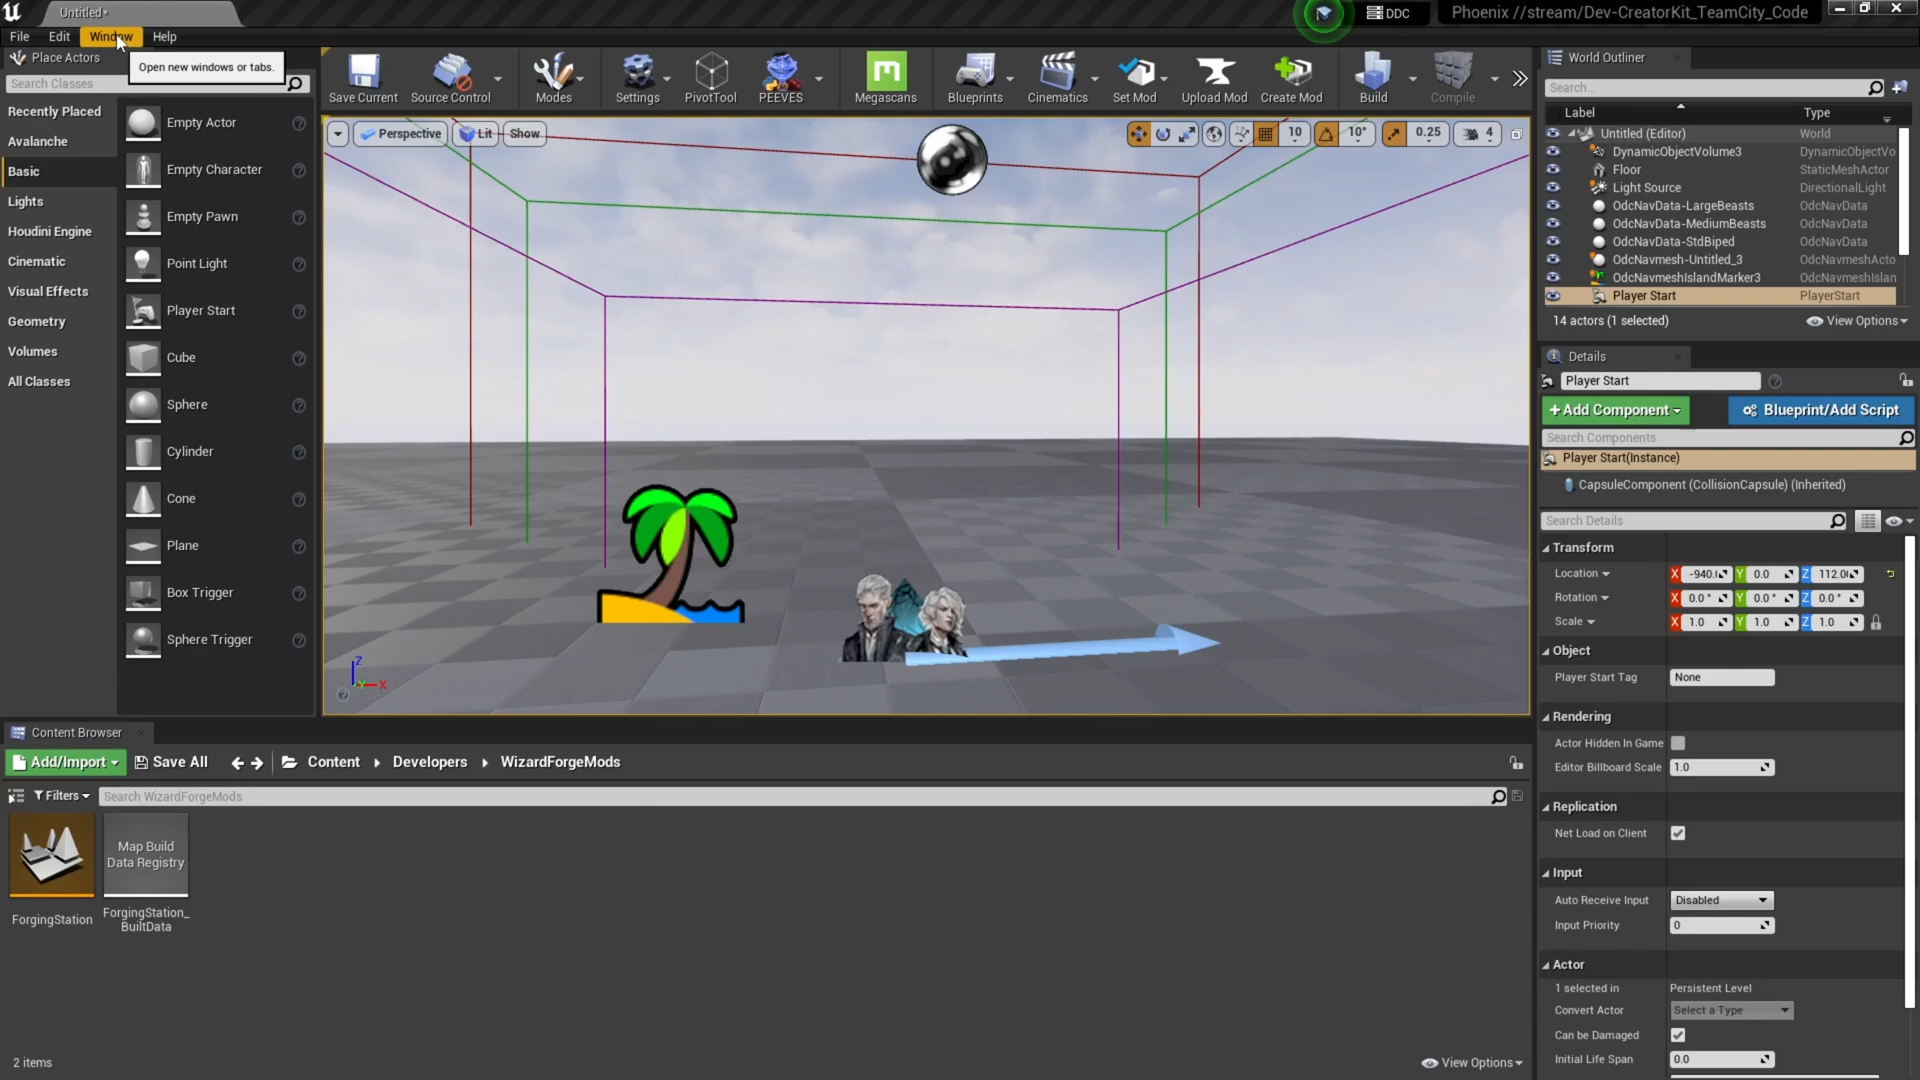 Untitled*
DDC
Phoenix //stream/Dev-CreatorKit_TeamCity_Code
File Edit Window Help
Open new windows or tabs.
Place Actors
Search Classes
Recently Placed
Avalanche
Basic
Lights
Houdini Engine
Cinematic
Visual Effects
Geometry
Volumes
All Classes
Empty Actor
Empty Character
Empty Pawn
Point Light
Player Start
Cube
Sphere
Cylinder
Cone
Plane
Box Trigger
Sphere Trigger
Save Current
Source Control
Modes
Settings
PivotTool
PEEVES
Megascans
Blueprints
Cinematics
Set Mod
Upload Mod
Create Mod
Build
Compile
Perspective
Lit
Show
10
10°
0.25
4
Z
Y
X
World Outliner
Search...
Label Type
Untitled (Editor) World
DynamicObjectVolume3 DynamicObjectVo
Floor StaticMeshActor
Light Source DirectionalLight
OdcNavData-LargeBeasts OdcNavData
OdcNavData-MediumBeasts OdcNavData
OdcNavData-StdBiped OdcNavData
OdcNavmesh-Untitled_3 OdcNavmeshActo
OdcNavmeshIslandMarker3 OdcNavmeshIslan
Player Start PlayerStart
14 actors (1 selected)
View Options
Details
Player Start
+Add Component
Blueprint/Add Script
Search Components
Player Start(Instance)
CapsuleComponent (CollisionCapsule) (Inherited)
Search Details
Transform
Location X -940. Y 0.0 Z 112.0
Rotation X 0.0° Y 0.0° Z 0.0°
Scale X 1.0 Y 1.0 Z 1.0
Object
Player Start Tag None
Rendering
Actor Hidden In Game
Editor Billboard Scale 1.0
Replication
Net Load on Client
Input
Auto Receive Input Disabled
Input Priority 0
Actor
1 selected in Persistent Level
Convert Actor Select a Type
Can be Damaged
Initial Life Span 0.0
Content Browser
Add/Import
Save All
Content
Developers
WizardForgeMods
Filters
Search WizardForgeMods
Map Build
Data Registry
ForgingStation
ForgingStation_
BuiltData
2 items
View Options